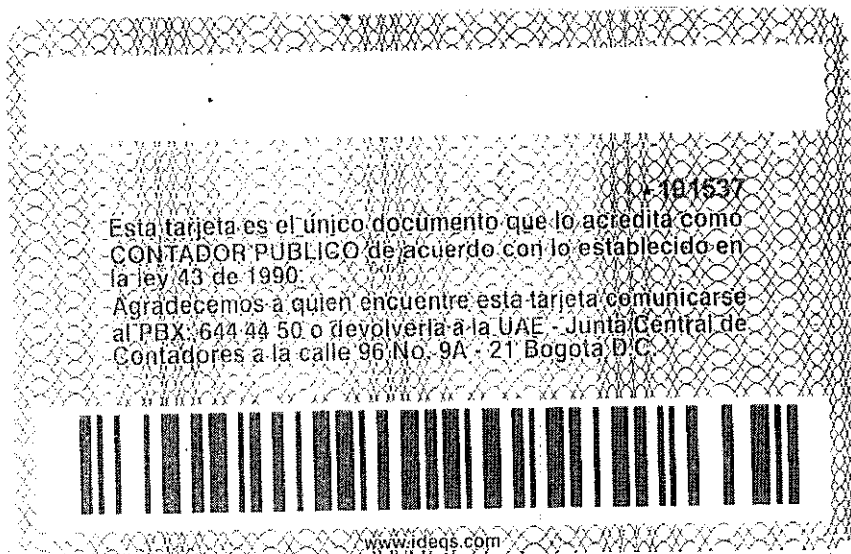 101537
Esta tarjeta es el único documento que lo acredita como
CONTADOR PUBLICO de acuerdo con lo establecido en
la ley 43 de 1990.
Agradecemos a quien encuentre esta tarjeta comunicarse
al PBX: 644 44 50 o devolverla a la UAE - Junta Central de
Contadores a la calle 96 No. 9A - 21 Bogotá D.C.
www.ideqs.com